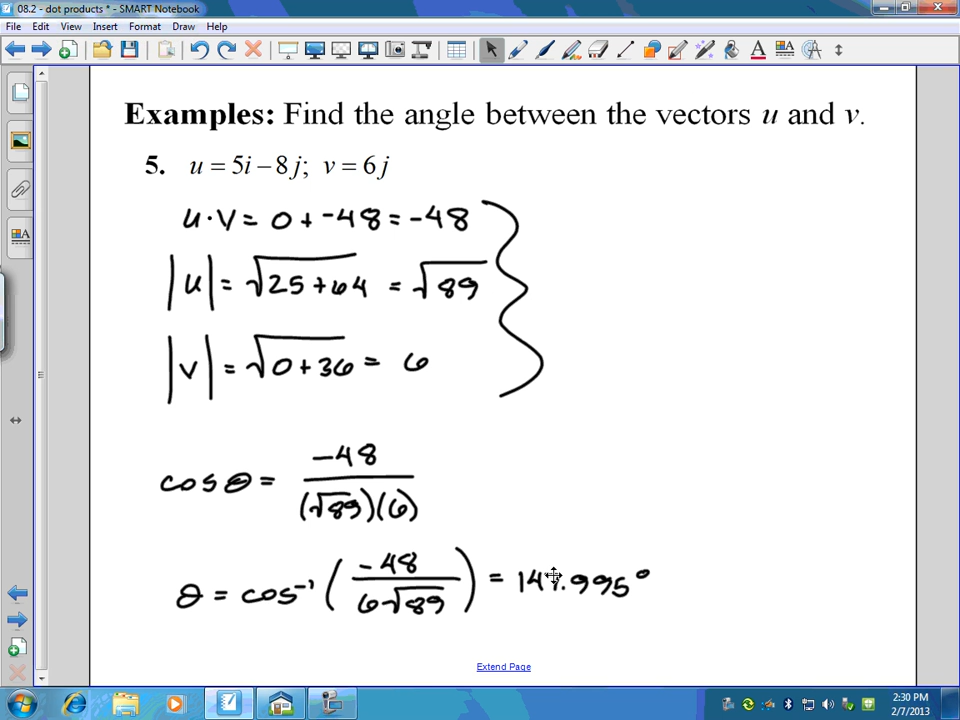 08.2 - dot products * - SMART Notebook
File Edit View Insert Format Draw Help
Examples: Find the angle between the vectors u and v.
5. u = 5i − 8j; v = 6j
u · v = 0 + -48 = -48
|u| = √25+64 = √89
|v| = √0+36 = 6
cos θ = -48 / (√89)(6)
θ = cos⁻¹ ( -48 / 6√89 ) = 147.995°
Extend Page
2:30 PM
2/7/2013